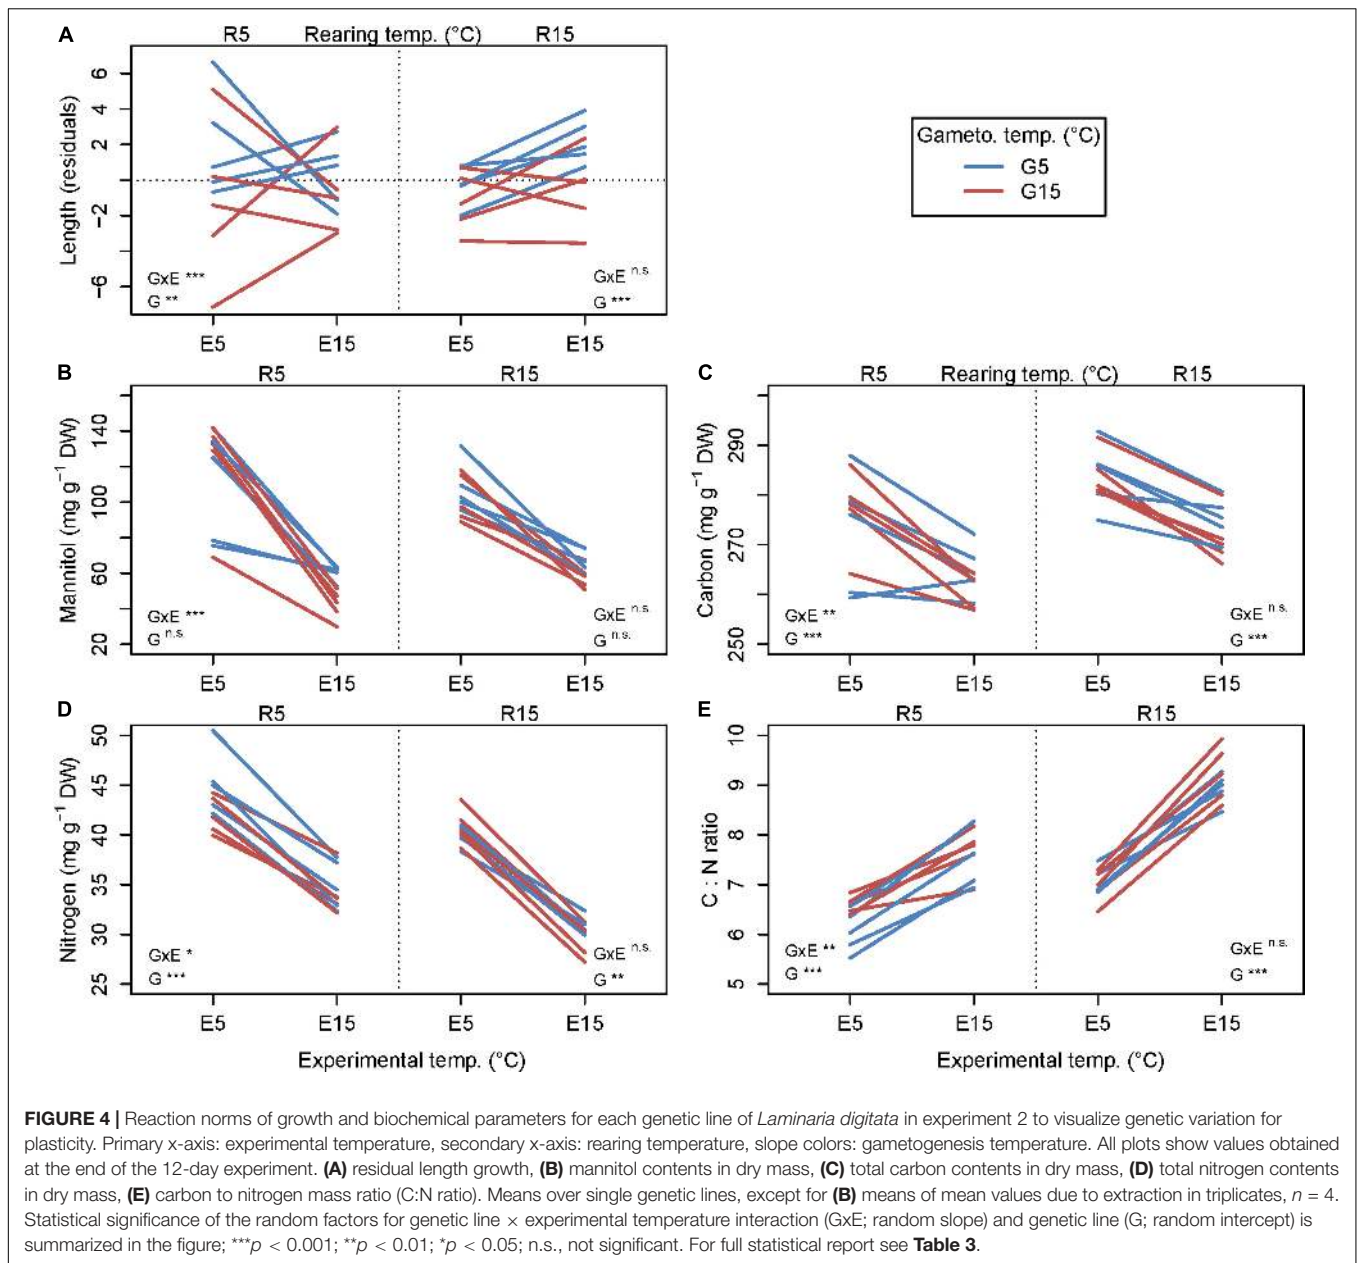 A
R5 Rearing temp. (°C) R15
6
4
2
−2
−6
Length (residuals)
GxE ***
G **
GxE n.s
G ***
E5 E15 E5 E15
Gameto. temp. (°C)
G5
G15
B
R5 R15
140
100
60
20
Mannitol (mg g−1 DW)
GxE ***
G n.s.
GxE n.s.
G n.s.
E5 E15 E5 E15
C
R5 Rearing temp. (°C) R15
290
270
250
Carbon (mg g−1 DW)
GxE **
G ***
GxE n.s.
G ***
E5 E15 E5 E15
D
R5 R15
50
45
40
35
30
25
Nitrogen (mg g−1 DW)
GxE *
G ***
GxE n.s.
G **
E5 E15 E5 E15
Experimental temp. (°C)
E
R5 R15
10
9
8
7
6
5
C : N ratio
GxE **
G ***
GxE n.s.
G ***
E5 E15 E5 E15
Experimental temp. (°C)
FIGURE 4 | Reaction norms of growth and biochemical parameters for each genetic line of Laminaria digitata in experiment 2 to visualize genetic variation for
plasticity. Primary x-axis: experimental temperature, secondary x-axis: rearing temperature, slope colors: gametogenesis temperature. All plots show values obtained
at the end of the 12-day experiment. (A) residual length growth, (B) mannitol contents in dry mass, (C) total carbon contents in dry mass, (D) total nitrogen contents
in dry mass, (E) carbon to nitrogen mass ratio (C:N ratio). Means over single genetic lines, except for (B) means of mean values due to extraction in triplicates, n = 4.
Statistical significance of the random factors for genetic line × experimental temperature interaction (GxE; random slope) and genetic line (G; random intercept) is
summarized in the figure; ***p < 0.001; **p < 0.01; *p < 0.05; n.s., not significant. For full statistical report see Table 3.